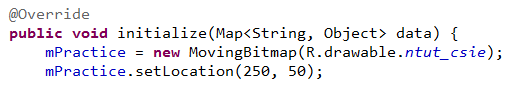 @Override
public void initialize(Map<String, Object> data) {
    mPractice = new MovingBitmap(R.drawable.ntut_csie);
    mPractice.setLocation(250, 50);